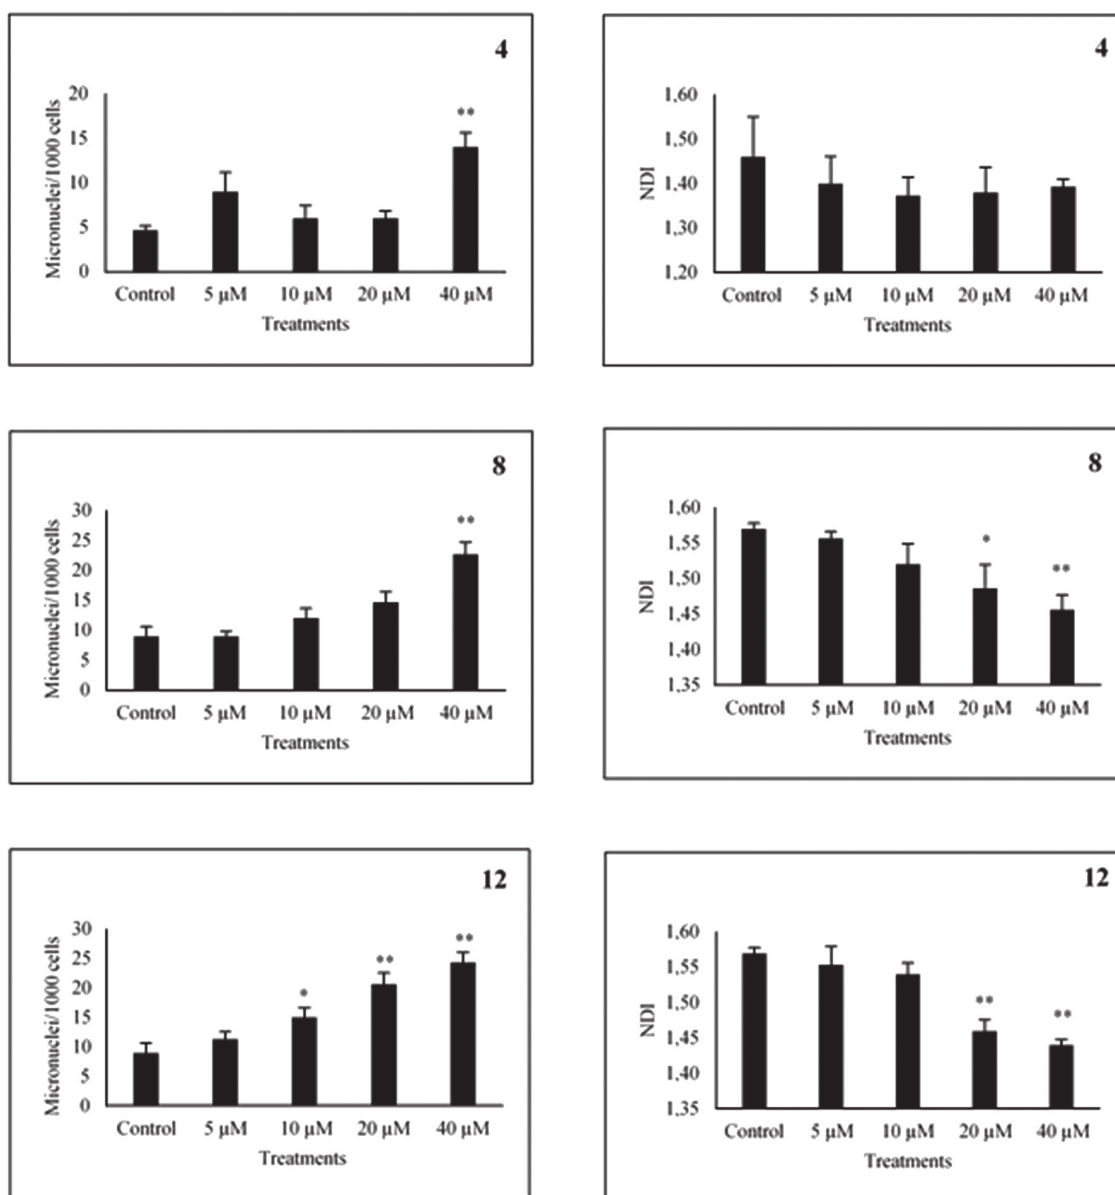 4
Micronuclei/1000 cells
20
15
10
5
0
**
Control 5 µM 10 µM 20 µM 40 µM
Treatments
4
NDI
1,60
1,50
1,40
1,30
1,20
Control 5 µM 10 µM 20 µM 40 µM
Treatments
8
Micronuclei/1000 cells
30
25
20
15
10
5
0
**
Control 5 µM 10 µM 20 µM 40 µM
Treatments
8
NDI
1,60
1,55
1,50
1,45
1,40
1,35
* **
Control 5 µM 10 µM 20 µM 40 µM
Treatments
12
Micronuclei/1000 cells
30
25
20
15
10
5
0
* ** **
Control 5 µM 10 µM 20 µM 40 µM
Treatments
12
NDI
1,60
1,55
1,50
1,45
1,40
1,35
** **
Control 5 µM 10 µM 20 µM 40 µM
Treatments